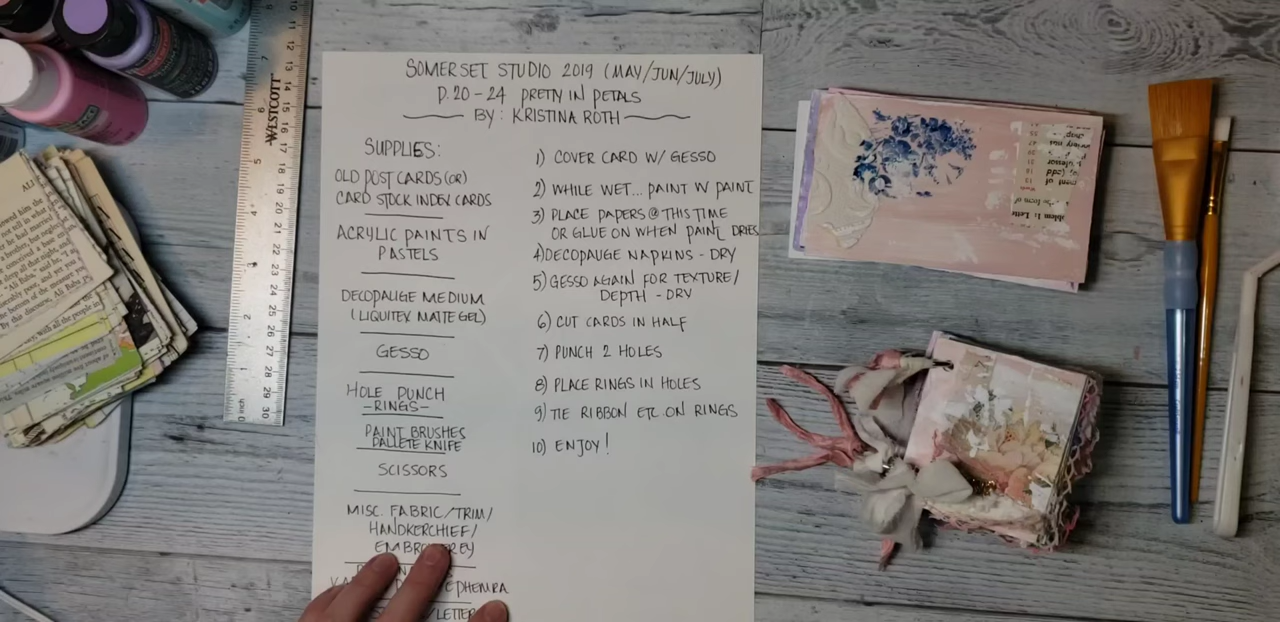 SOMERSET STUDIO 2019 (MAY/JUN/JULY)
P. 20-24 PRETTY IN PETALS
BY: KRISTINA ROTH
SUPPLIES:
OLD POST CARDS (OR)
CARD STOCK INDEX CARDS
ACRYLIC PAINTS IN
PASTELS
DECOPAUGE MEDIUM
(LIQUITEX MATTE GEL)
GESSO
HOLE PUNCH
-RINGS-
PAINT BRUSHES
PALLETE KNIFE
SCISSORS
MISC. FABRIC/TRIM/
HANDKERCHIEF/
EPHEMRA
/LETTER
1) COVER CARD W/ GESSO
2) WHILE WET... PAINT W PAINT
3) PLACE PAPERS @ THIS TIME
OR GLUE ON WHEN PAINT DRIES
4) DECOPAUGE NAPKINS - DRY
5) GESSO AGAIN FOR TEXTURE/
DEPTH - DRY
6) CUT CARDS IN HALF
7) PUNCH 2 HOLES
8) PLACE RINGS IN HOLES
9) TIE RIBBON ETC. ON RINGS
10) ENJOY!
WESTCOTT